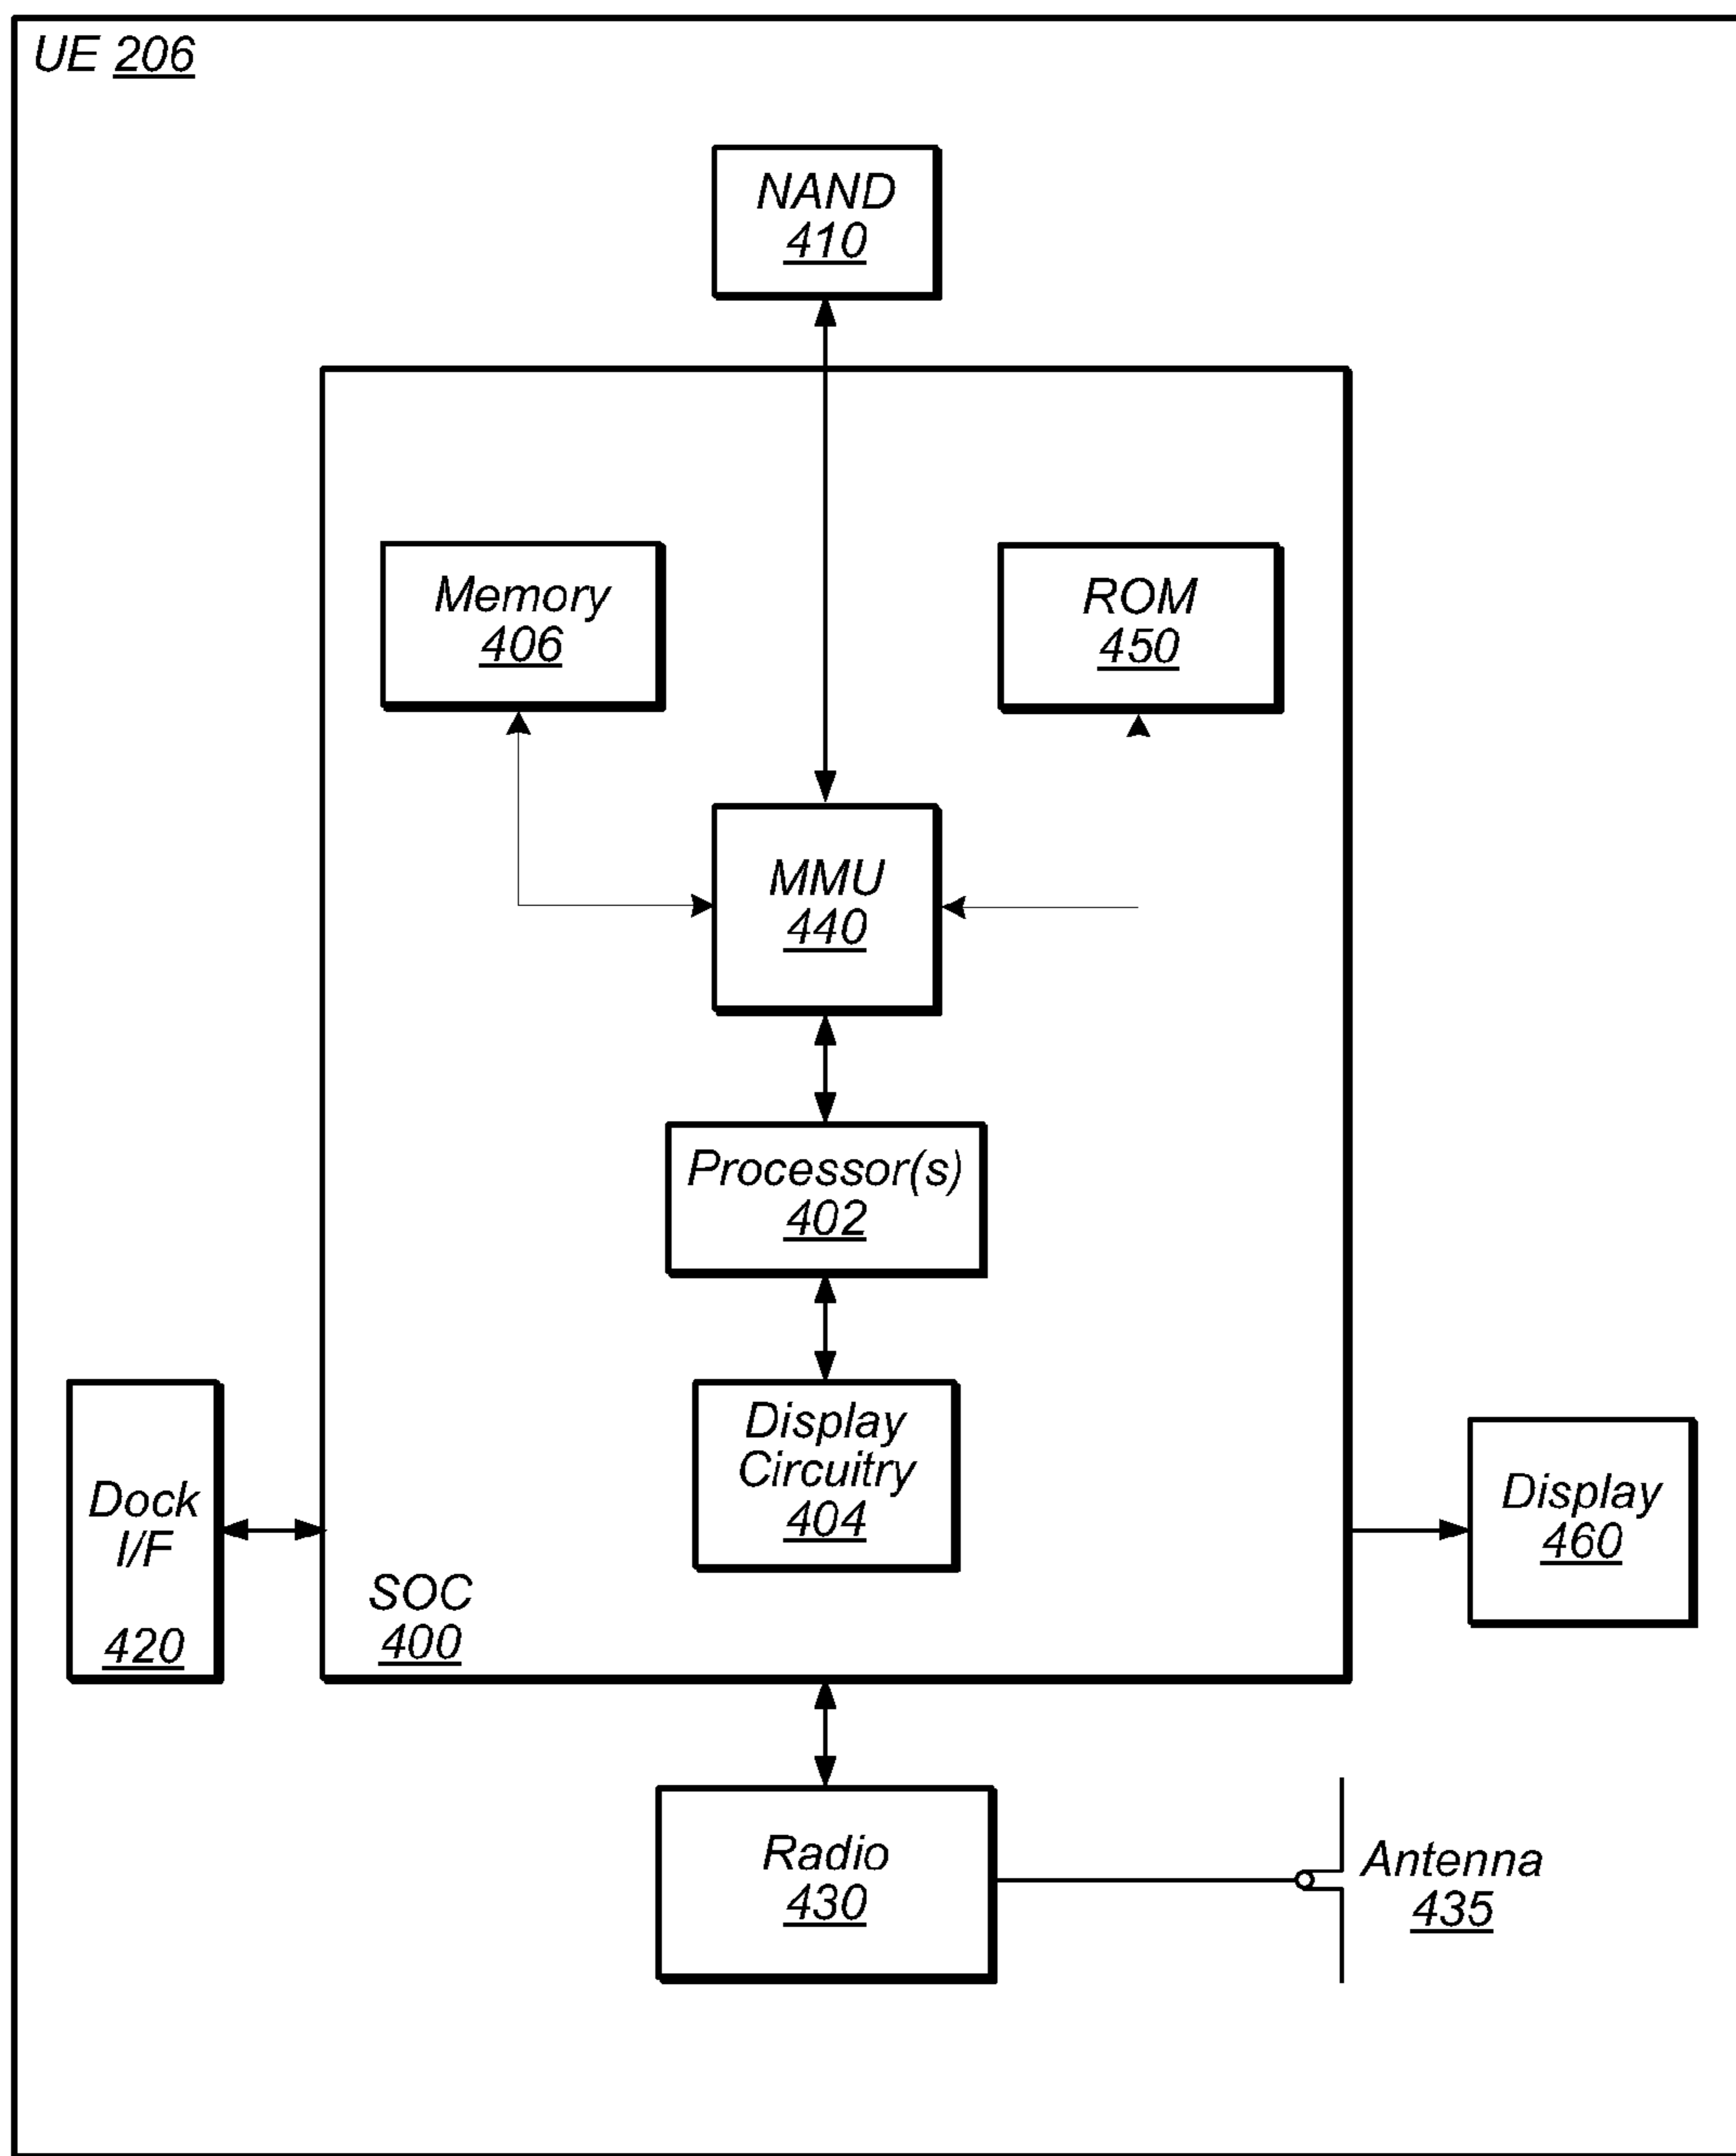 UE 206
NAND
410
Memory
406
ROM
450
MMU
440
Processor(s)
402
Display
Circuitry
404
Dock
I/F
420
SOC
400
Display
460
Radio
430
Antenna
435